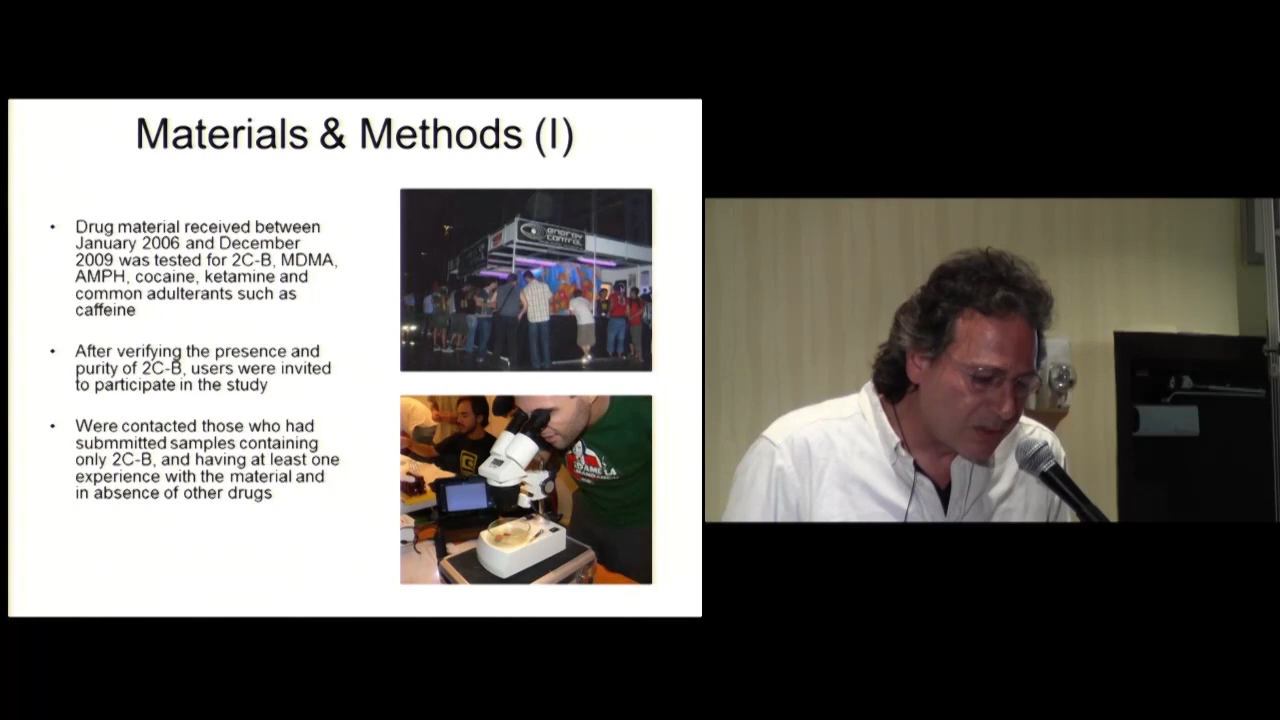 Materials & Methods (I)
• Drug material received between
January 2006 and December
2009 was tested for 2C-B, MDMA,
AMPH, cocaine, ketamine and
common adulterants such as
caffeine
• After verifying the presence and
purity of 2C-B, users were invited
to participate in the study
• Were contacted those who had
submmitted samples containing
only 2C-B, and having at least one
experience with the material and
in absence of other drugs
energy
control